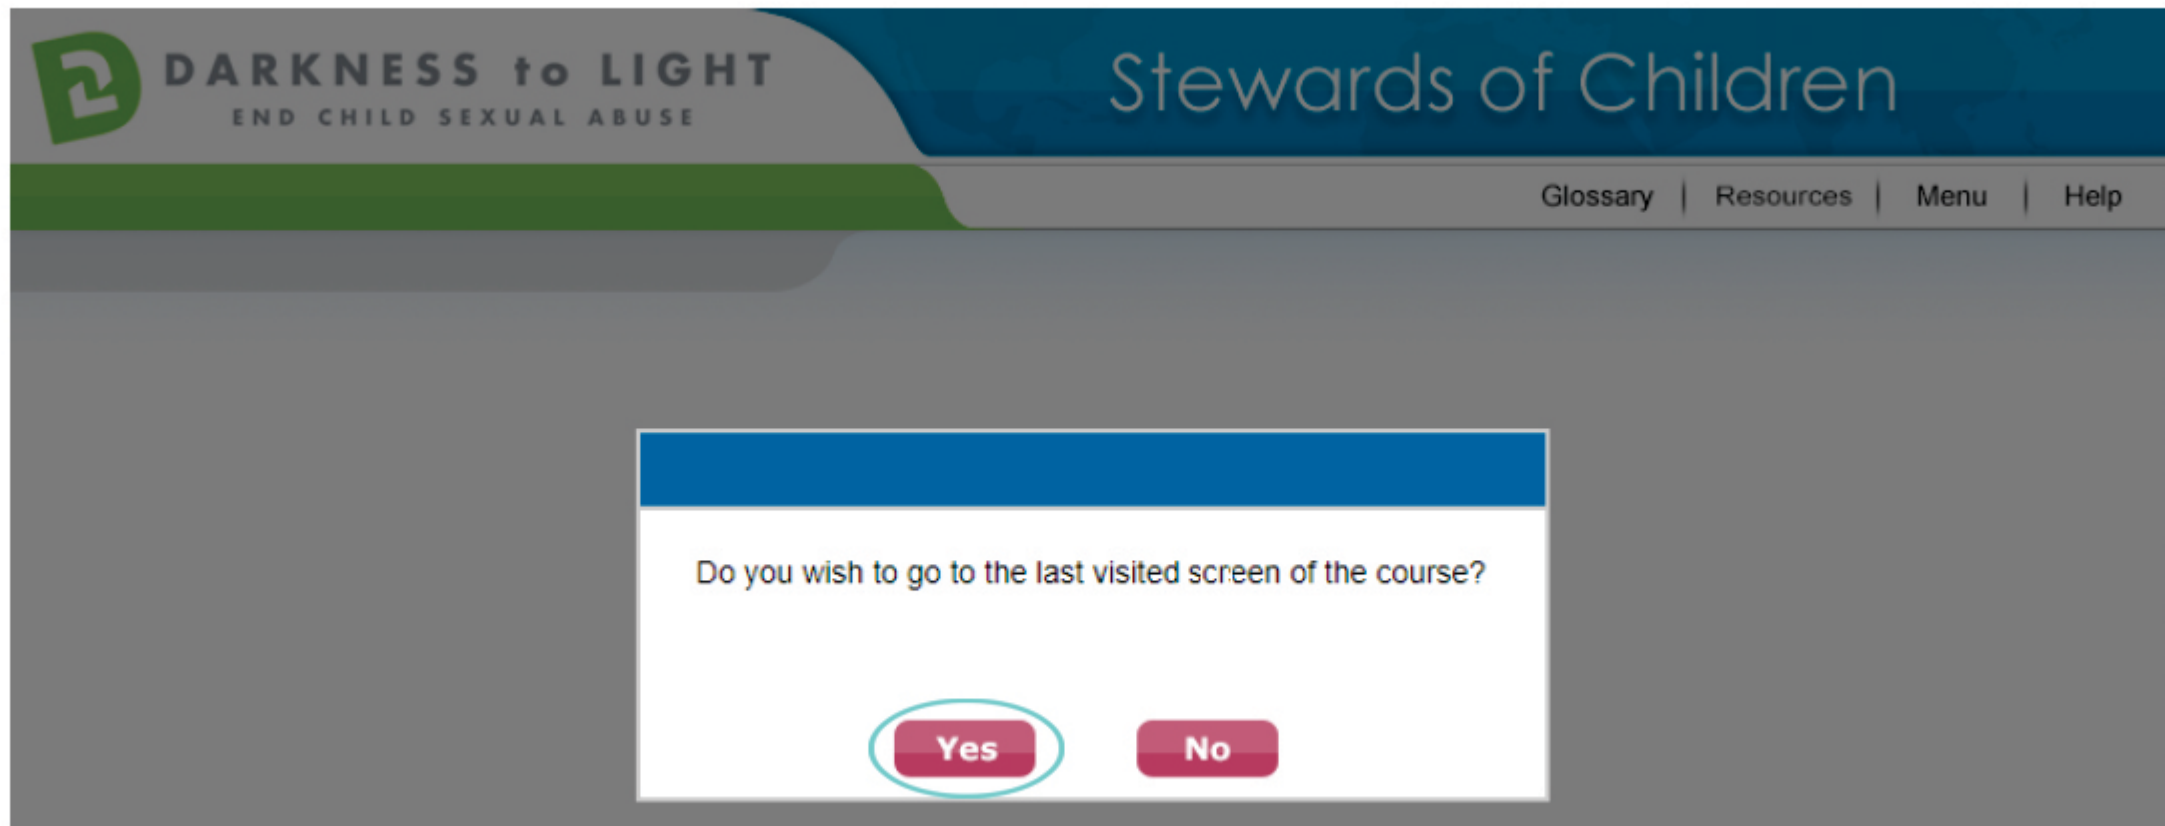 DARKNESS to LIGHT
END CHILD SEXUAL ABUSE
Stewards of Children
Glossary | Resources | Menu | Help
Do you wish to go to the last visited screen of the course?
Yes No